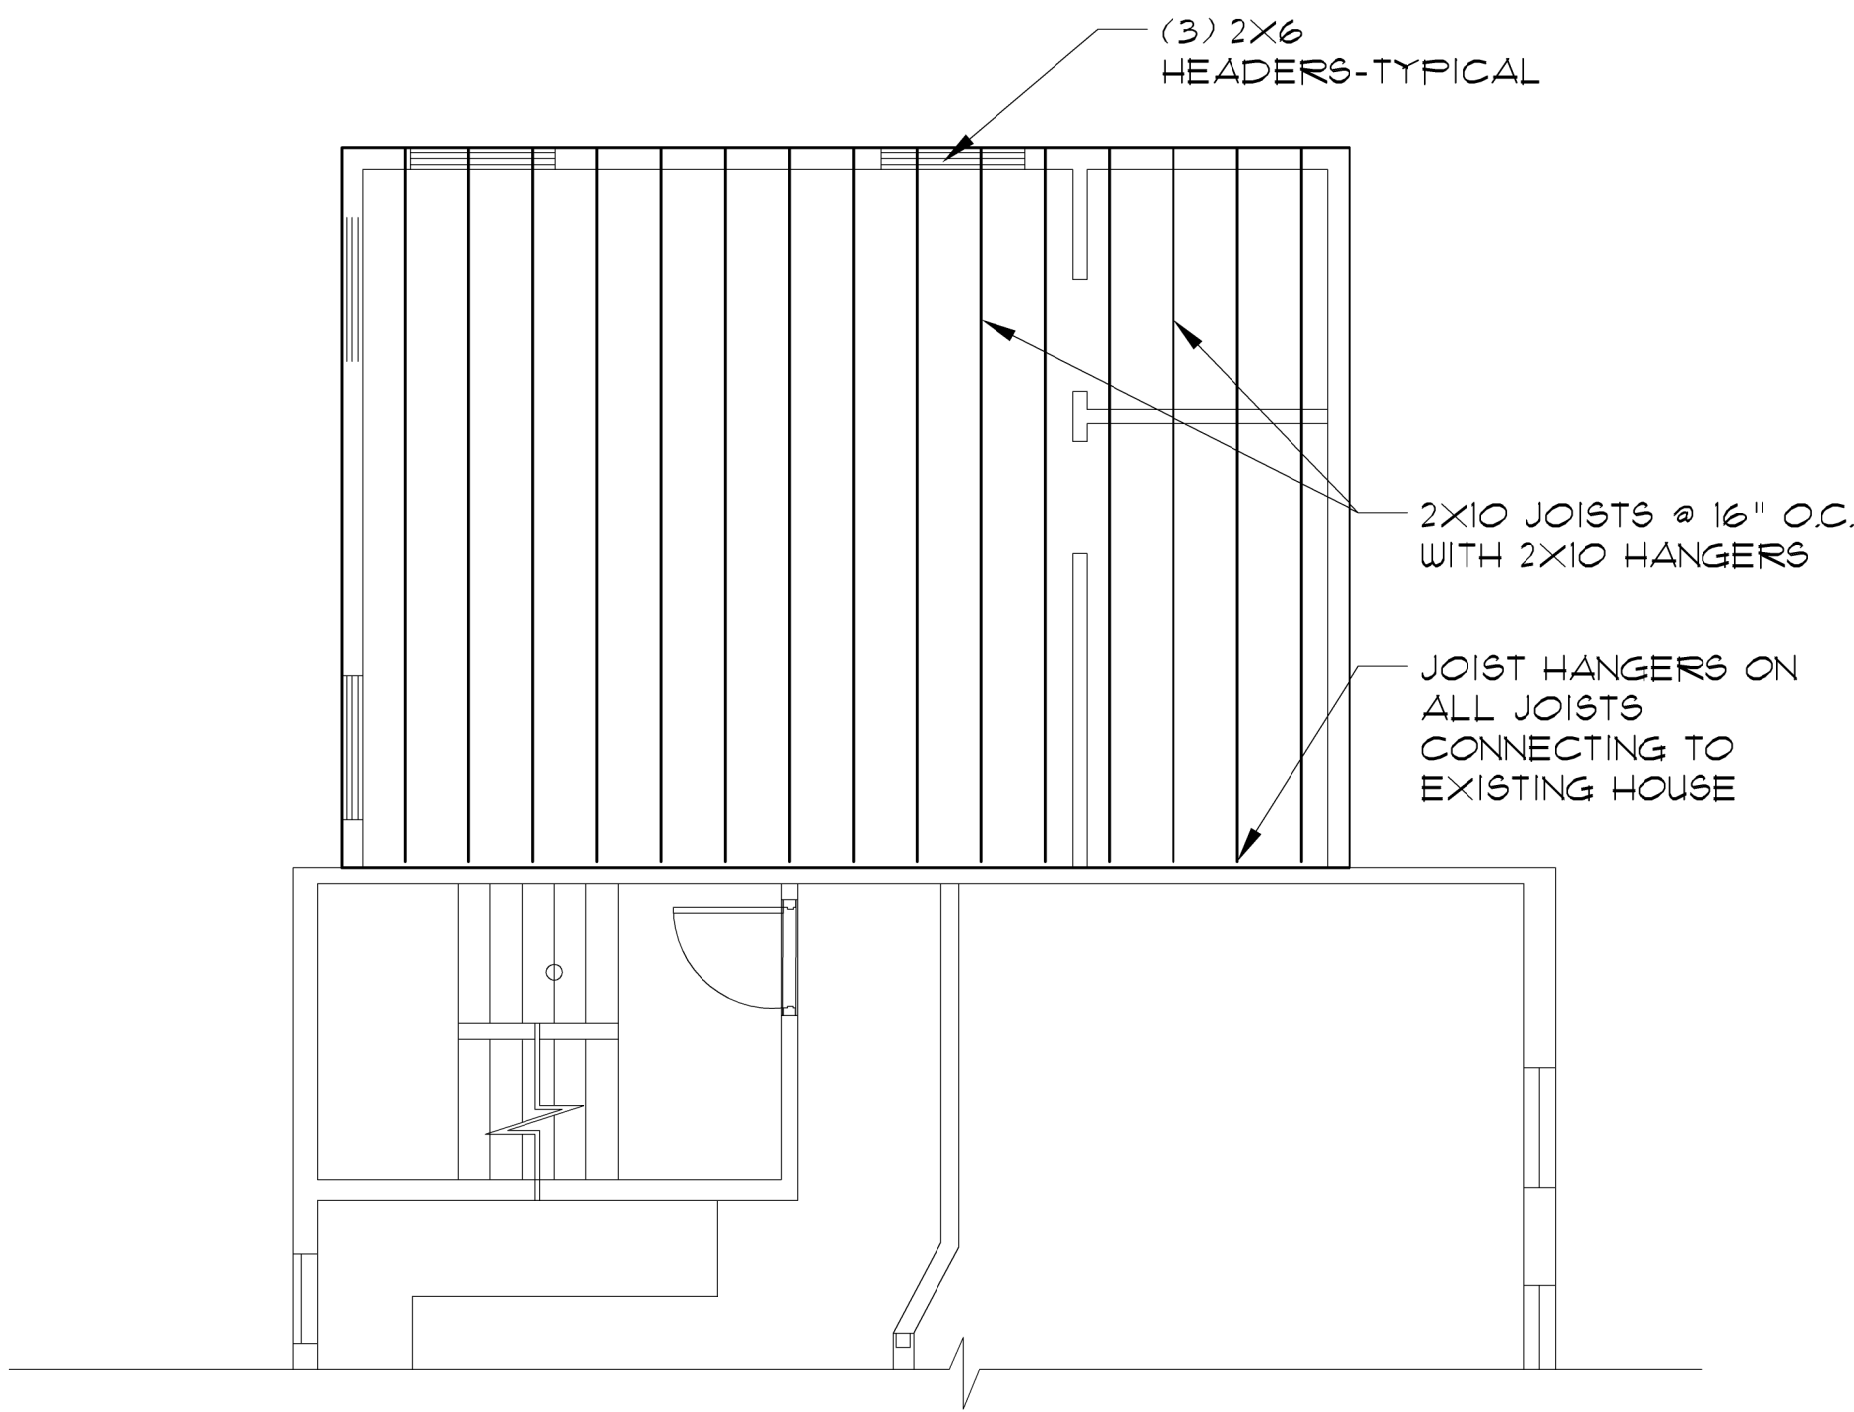 (3) 2X6
HEADERS-TYPICAL
2X10 JOISTS @ 16" O.C.
WITH 2X10 HANGERS
JOIST HANGERS ON
ALL JOISTS
CONNECTING TO
EXISTING HOUSE